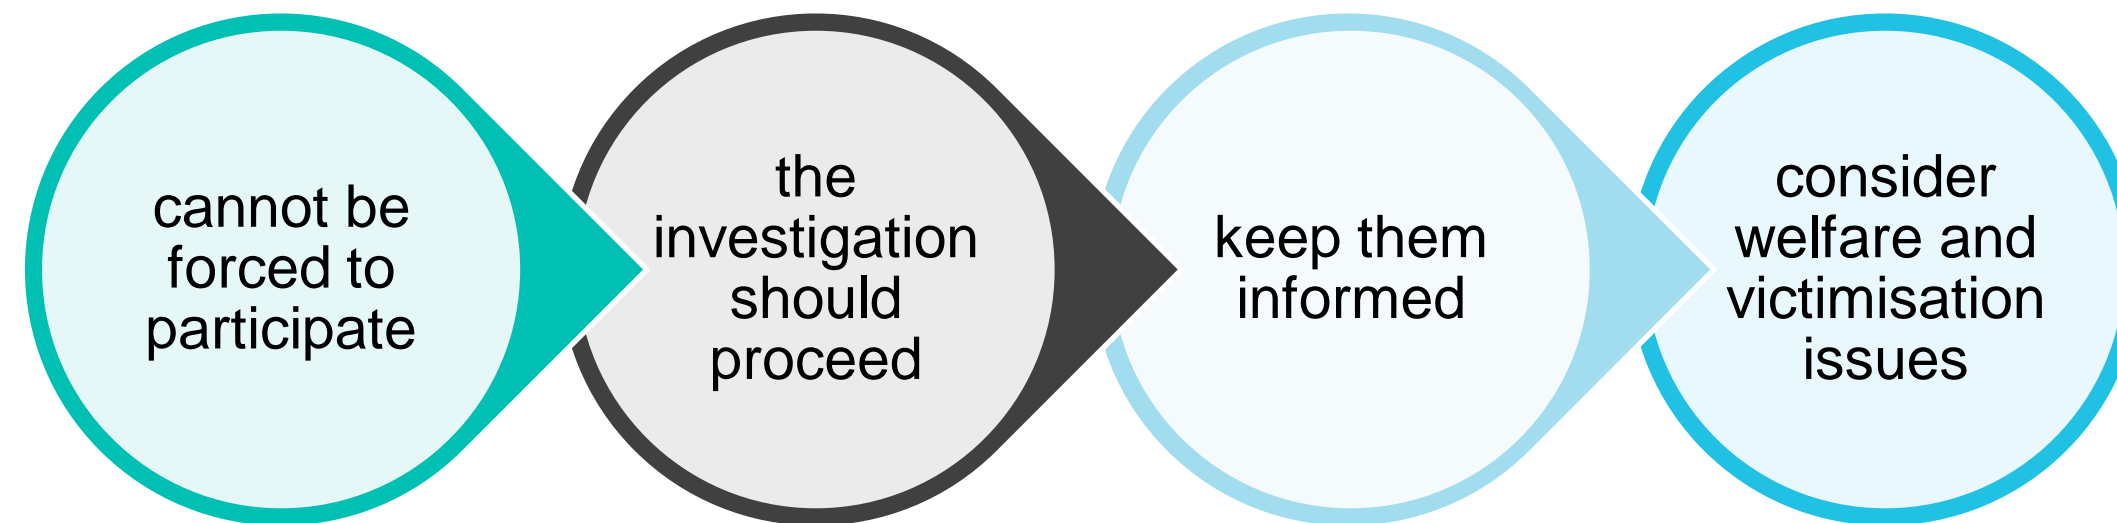 cannot be
forced to
participate
the
investigation
should
proceed
keep them
informed
consider
welfare and
victimisation
issues